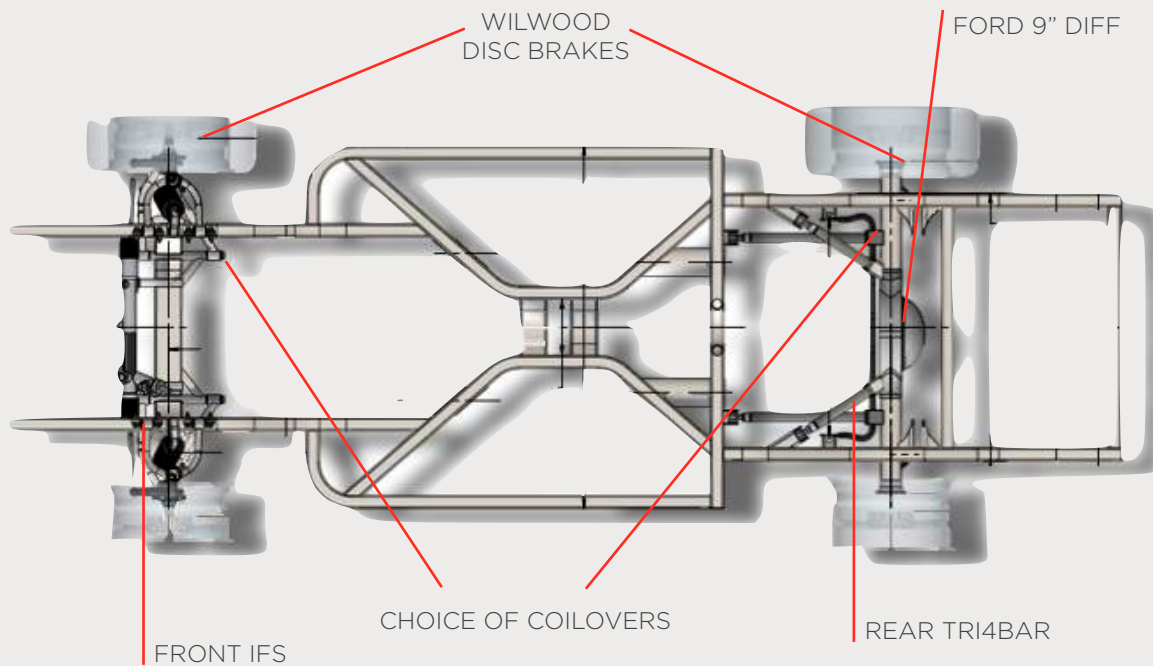 WILWOOD
DISC BRAKES
FORD 9” DIFF
CHOICE OF COILOVERS
REAR TRI4BAR
FRONT IFS